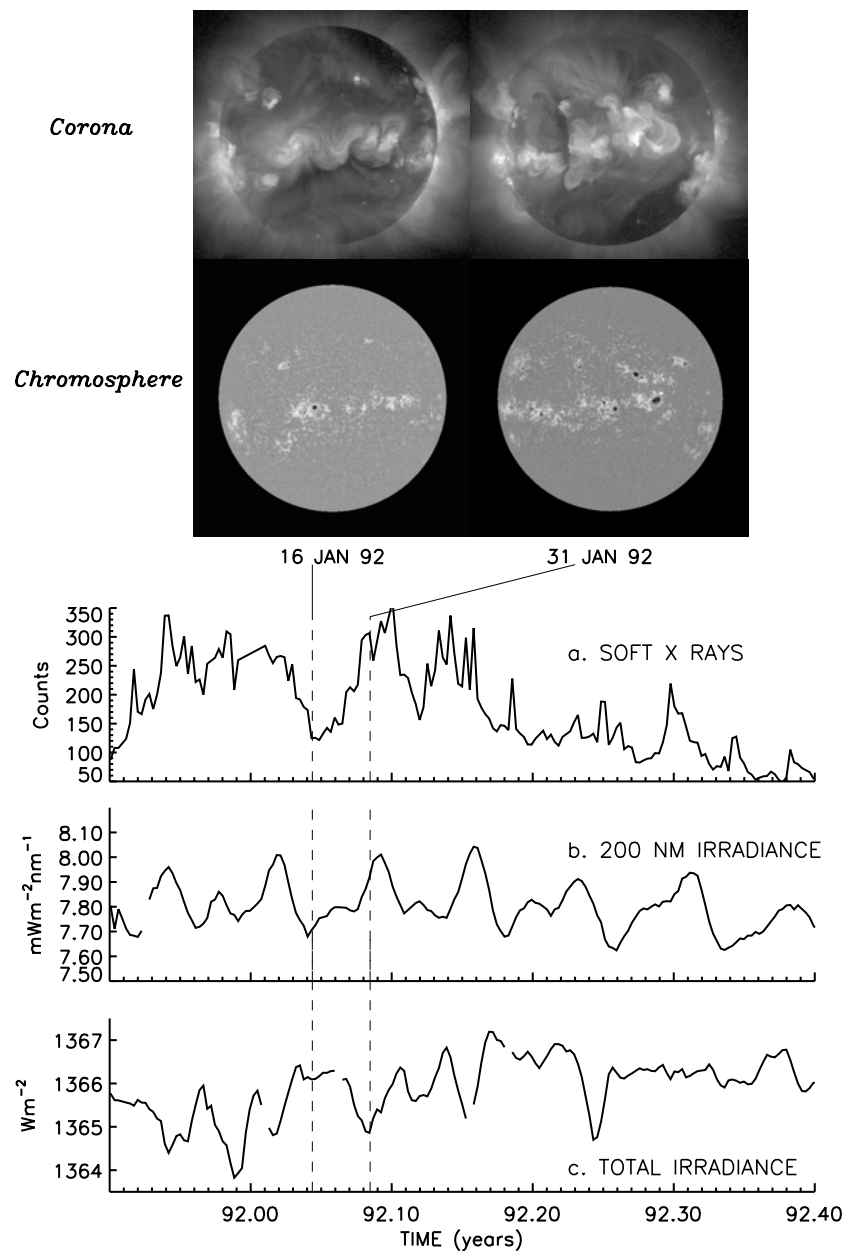 Corona
Chromosphere
16 JAN 92
31 JAN 92
350
300
250
200
150
100
50
Counts
a. SOFT X RAYS
8.10
8.00
7.90
7.80
7.70
7.60
7.50
mWm⁻²nm⁻¹
b. 200 NM IRRADIANCE
1367
1366
1365
1364
Wm⁻²
c. TOTAL IRRADIANCE
92.00 92.10 92.20 92.30 92.40
TIME (years)